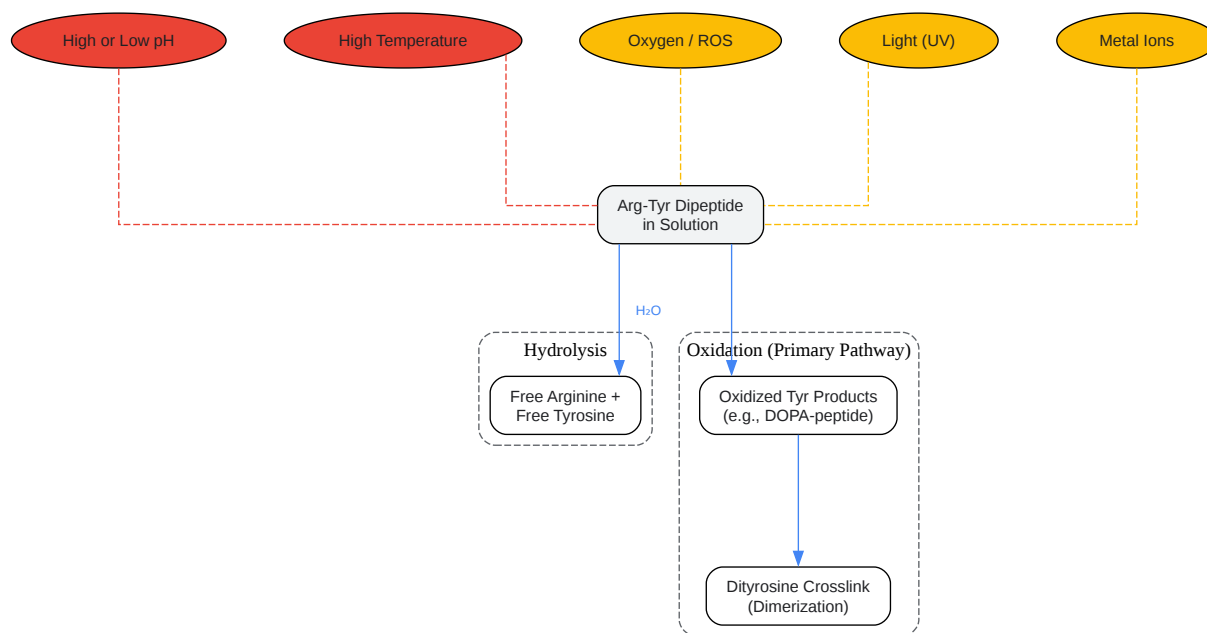 High or Low pH
High Temperature
Oxygen / ROS
Light (UV)
Metal Ions
Arg-Tyr Dipeptide
in Solution
H₂O
Hydrolysis
Oxidation (Primary Pathway)
Free Arginine +
Free Tyrosine
Oxidized Tyr Products
(e.g., DOPA-peptide)
Dityrosine Crosslink
(Dimerization)